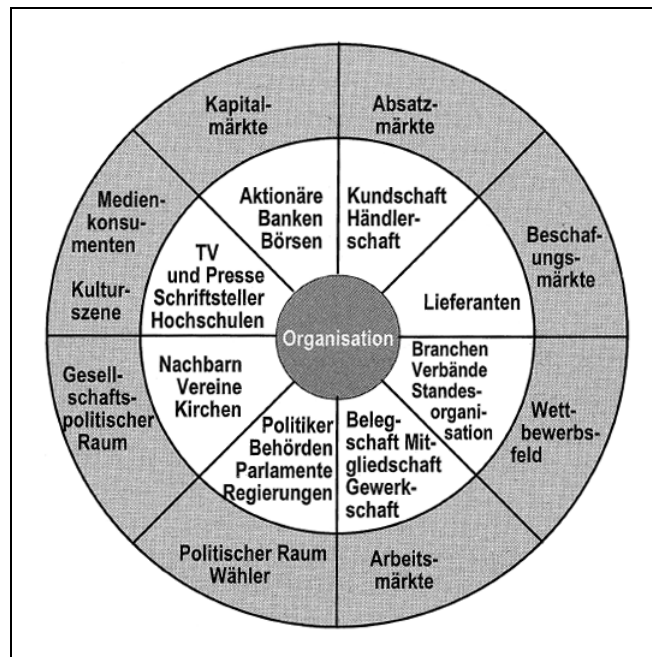 Kapital-
märkte
Absatz-
märkte
Aktionäre
Banken
Börsen
Kundschaft
Händler-
schaft
Medien-
konsu-
menten
Kultur-
szene
TV
und Presse
Schriftsteller
Hochschulen
Beschaf-
ungs-
märkte
Lieferanten
Organisation
Gesell-
schafts-
politischer
Raum
Nachbarn
Vereine
Kirchen
Branchen
Verbände
Standes-
organi-
sation
Wett-
bewerbs-
feld
Politiker
Behörden
Parlamente
Regierungen
Beleg-
schaft Mit-
gliedschaft
Gewerk-
schaft
Politischer Raum
Wähler
Arbeits-
märkte